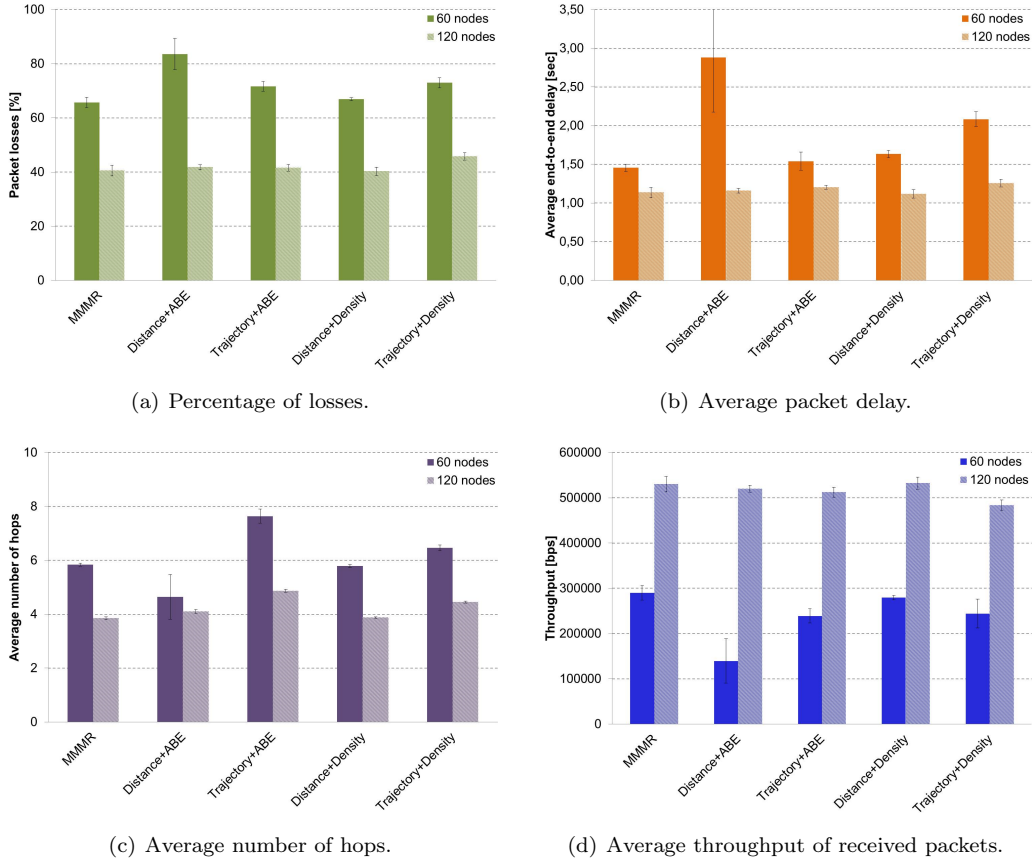 100
80
60
40
20
0
Packet losses [%]
60 nodes
120 nodes
MMMR
Distance+ABE
Trajectory+ABE
Distance+Density
Trajectory+Density
(a) Percentage of losses.
3,50
3,00
2,50
2,00
1,50
1,00
0,50
0,00
Average end-to-end delay [sec]
60 nodes
120 nodes
MMMR
Distance+ABE
Trajectory+ABE
Distance+Density
Trajectory+Density
(b) Average packet delay.
10
8
6
4
2
0
Average number of hops
60 nodes
120 nodes
MMMR
Distance+ABE
Trajectory+ABE
Distance+Density
Trajectory+Density
(c) Average number of hops.
600000
500000
400000
300000
200000
100000
0
Throughput [bps]
60 nodes
120 nodes
MMMR
Distance+ABE
Trajectory+ABE
Distance+Density
Trajectory+Density
(d) Average throughput of received packets.